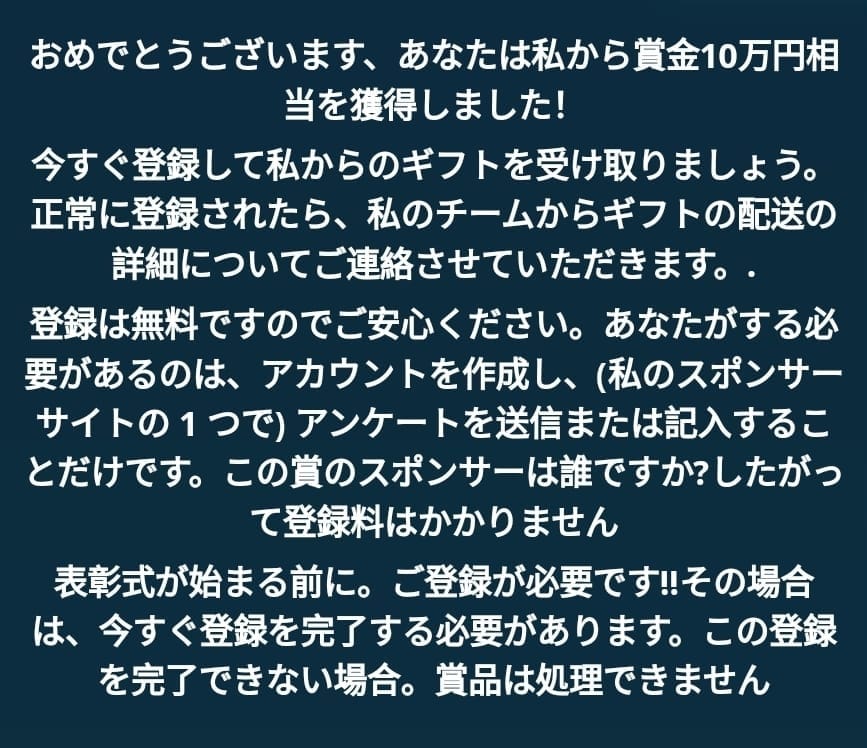 おめでとうございます、あなたは私から賞金10万円相
当を獲得しました!
今すぐ登録して私からのギフトを受け取りましょう。
正常に登録されたら、私のチームからギフトの配送の
詳細についてご連絡させていただきます。.
登録は無料ですのでご安心ください。あなたがする必
要があるのは、アカウントを作成し、(私のスポンサー
サイトの 1 つで) アンケートを送信または記入するこ
とだけです。この賞のスポンサーは誰ですか?したがっ
て登録料はかかりません
表彰式が始まる前に。ご登録が必要です!!その場合
は、今すぐ登録を完了する必要があります。この登録
を完了できない場合。賞品は処理できません